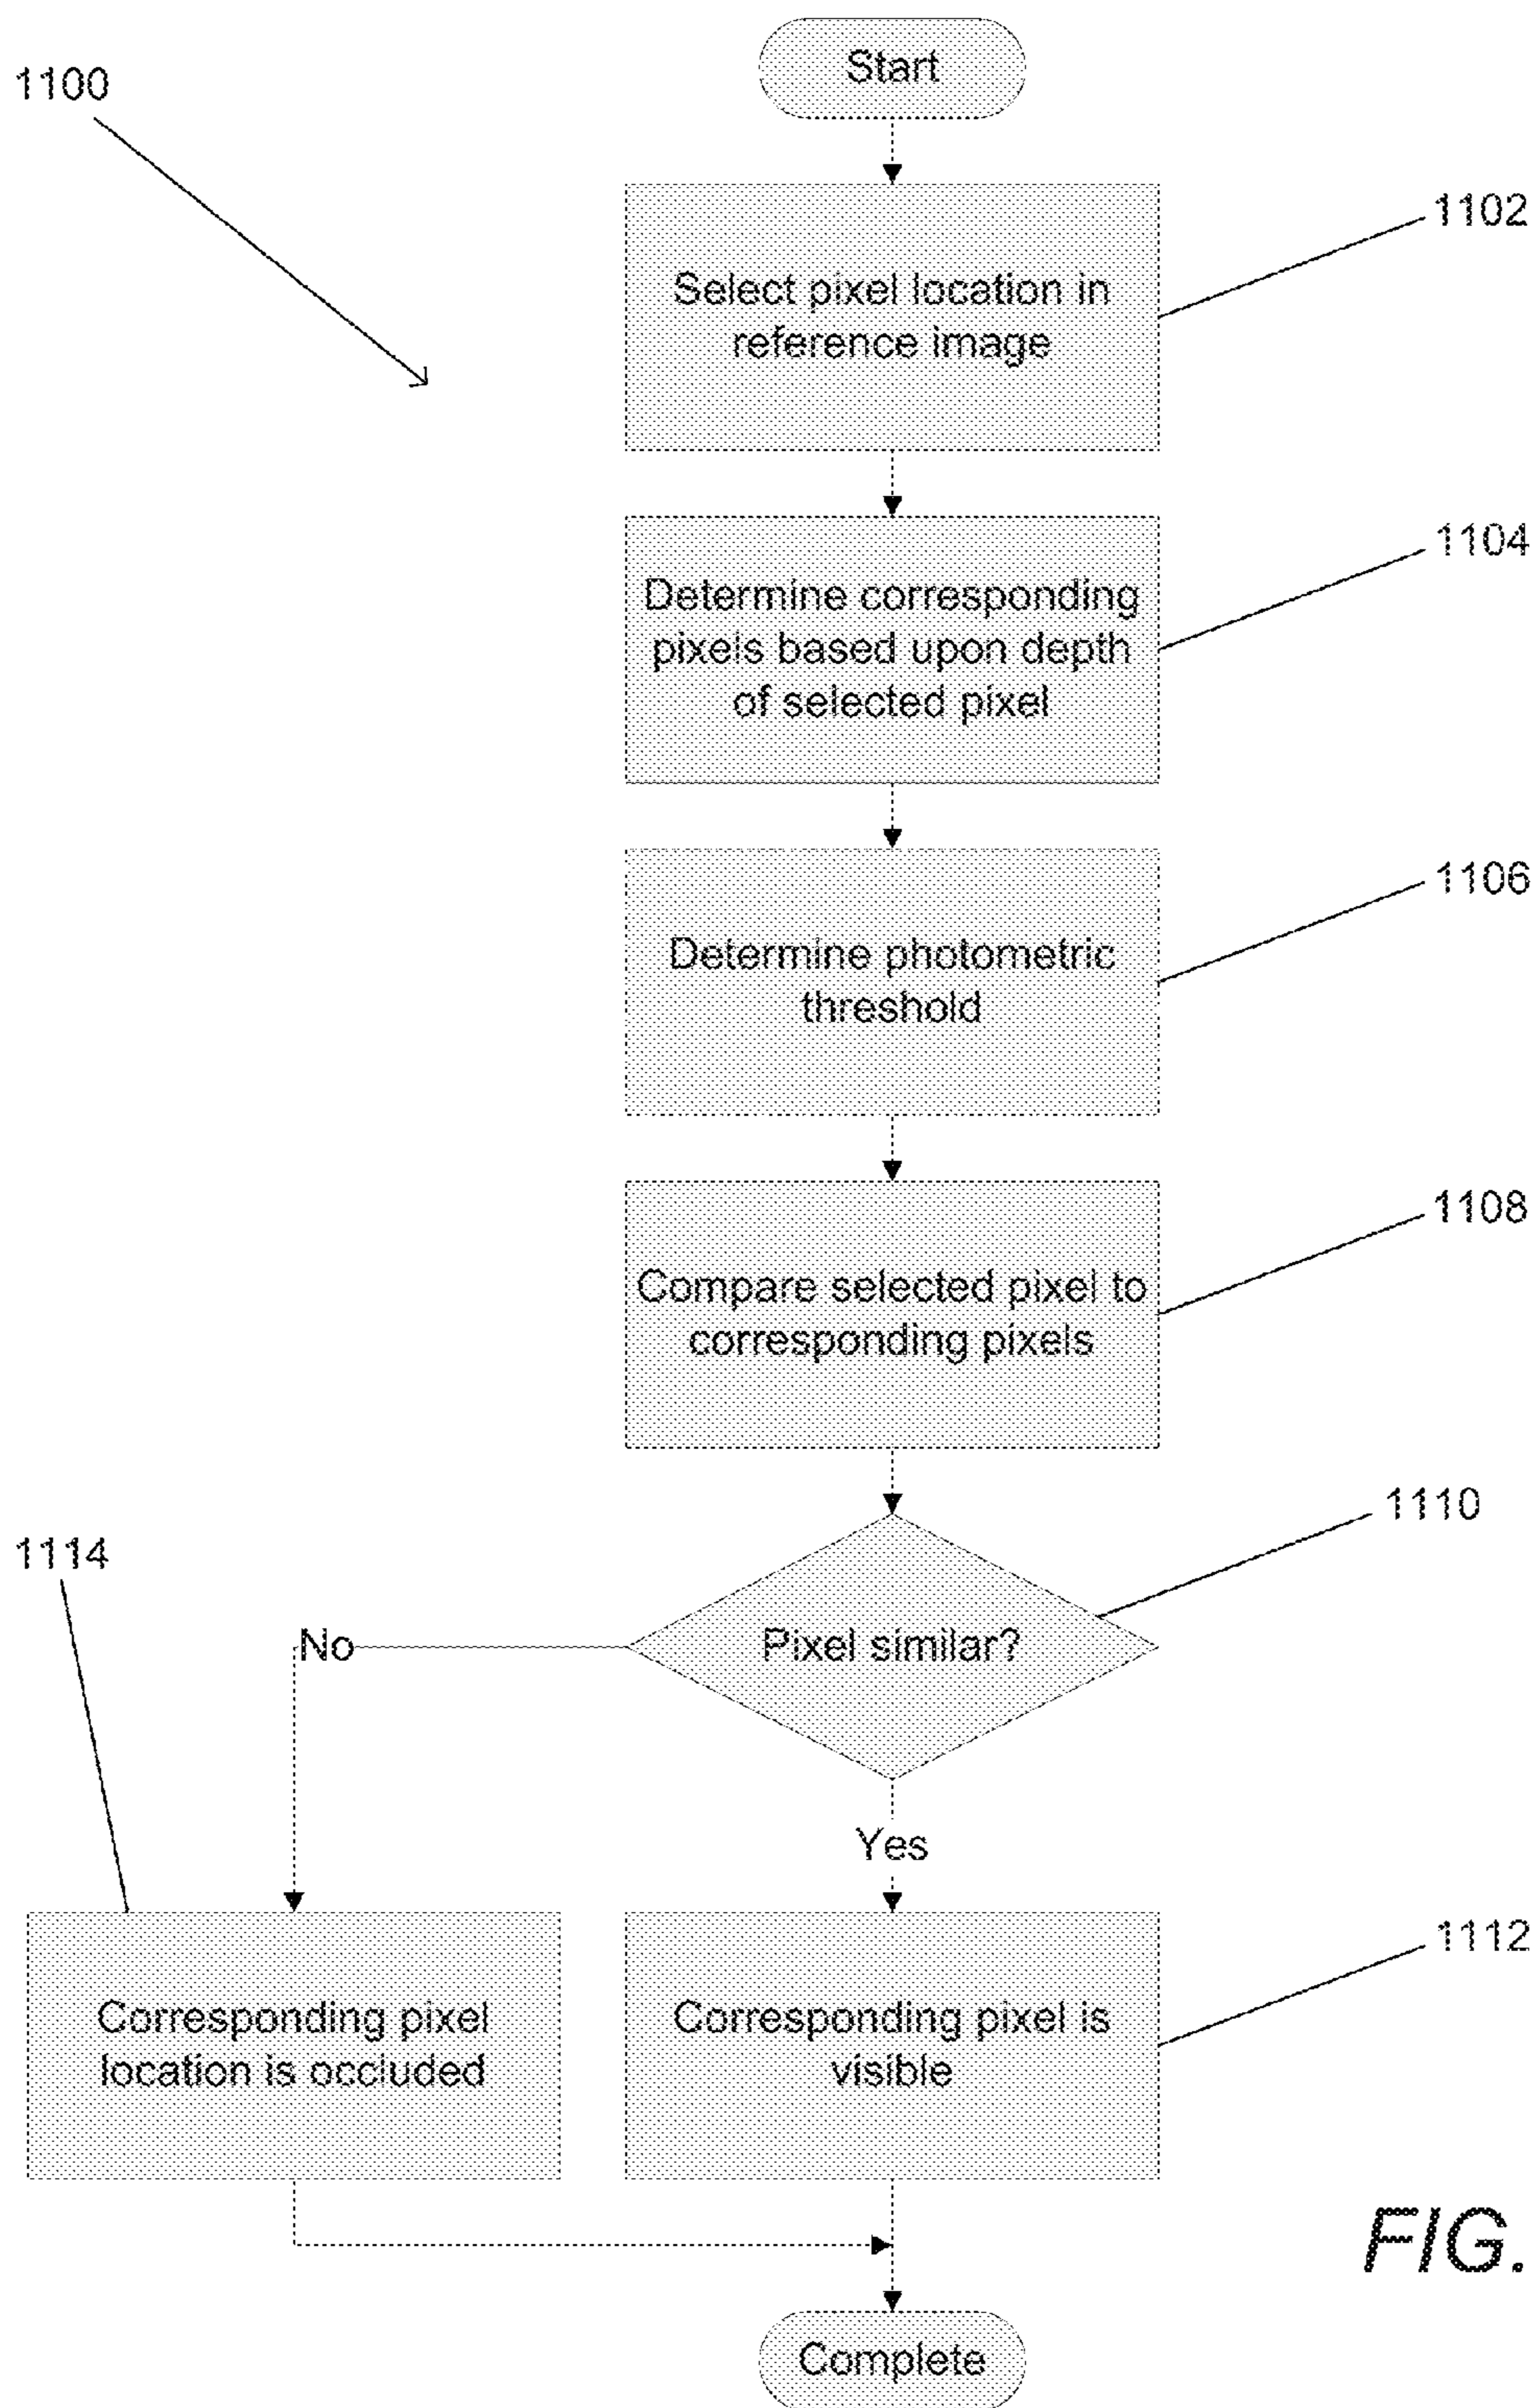 Start
1100
1102
Select pixel location in
reference image
1104
Determine corresponding
pixels based upon depth
of selected pixel
1106
Determine photometric
threshold
1108
Compare selected pixel to
corresponding pixels
1110
Pixel similar?
No
Yes
1114
1112
Corresponding pixel
location is occluded
Corresponding pixel is
visible
FIG.
Complete